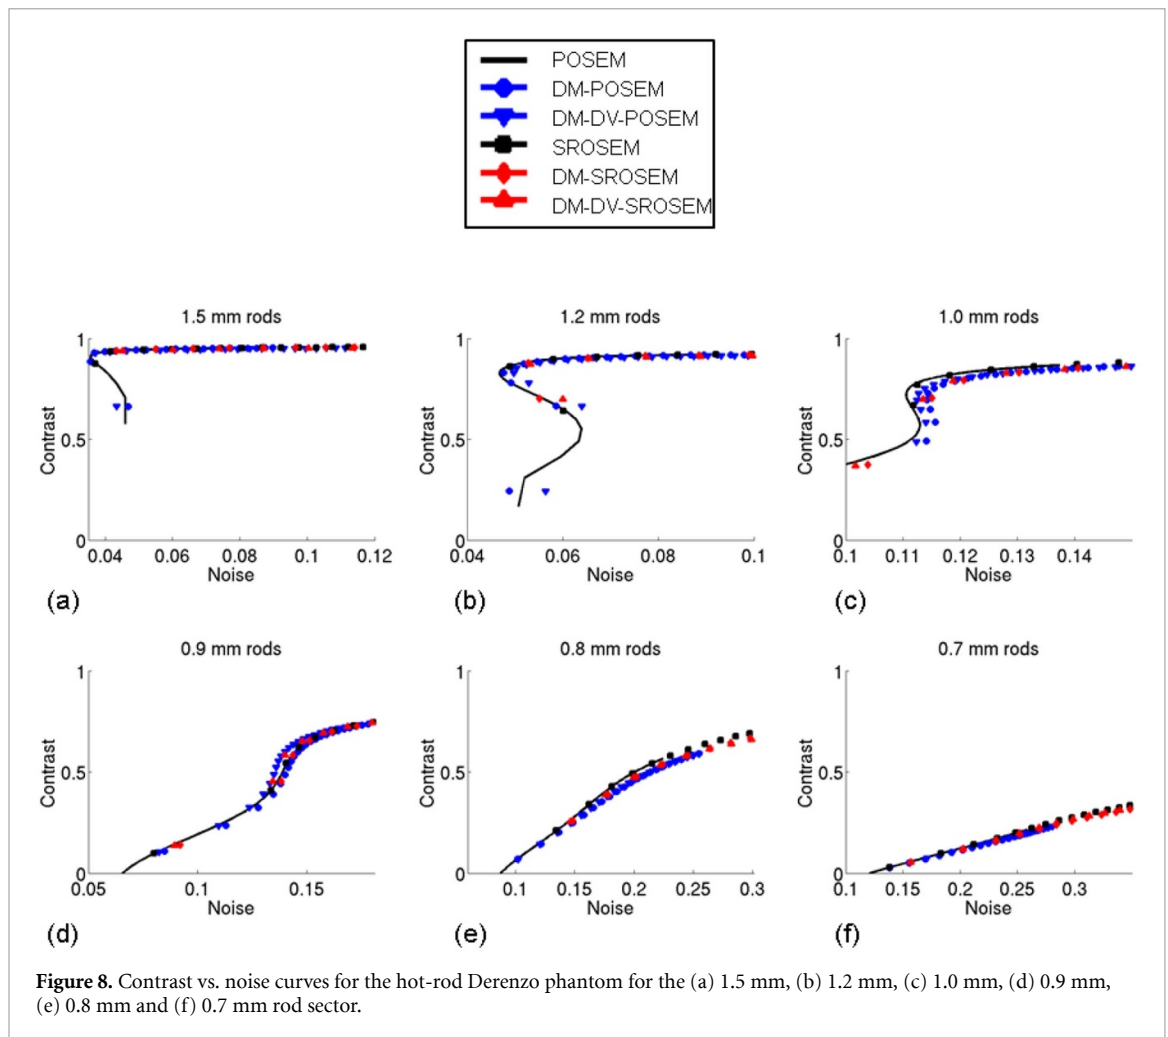 POSEM
DM-POSEM
DM-DV-POSEM
SROSEM
DM-SROSEM
DM-DV-SROSEM
1.5 mm rods
1
0.5
0
Contrast
0.04 0.06 0.08 0.1 0.12
Noise
(a)
1.2 mm rods
1
0.5
0
Contrast
0.04 0.06 0.08 0.1
Noise
(b)
1.0 mm rods
1
0.5
0
Contrast
0.1 0.11 0.12 0.13 0.14
Noise
(c)
0.9 mm rods
1
0.5
0
Contrast
0.05 0.1 0.15
Noise
(d)
0.8 mm rods
1
0.5
0
Contrast
0.1 0.15 0.2 0.25 0.3
Noise
(e)
0.7 mm rods
1
0.5
0
Contrast
0.1 0.15 0.2 0.25 0.3
Noise
(f)
Figure 8. Contrast vs. noise curves for the hot-rod Derenzo phantom for the (a) 1.5 mm, (b) 1.2 mm, (c) 1.0 mm, (d) 0.9 mm,
(e) 0.8 mm and (f) 0.7 mm rod sector.